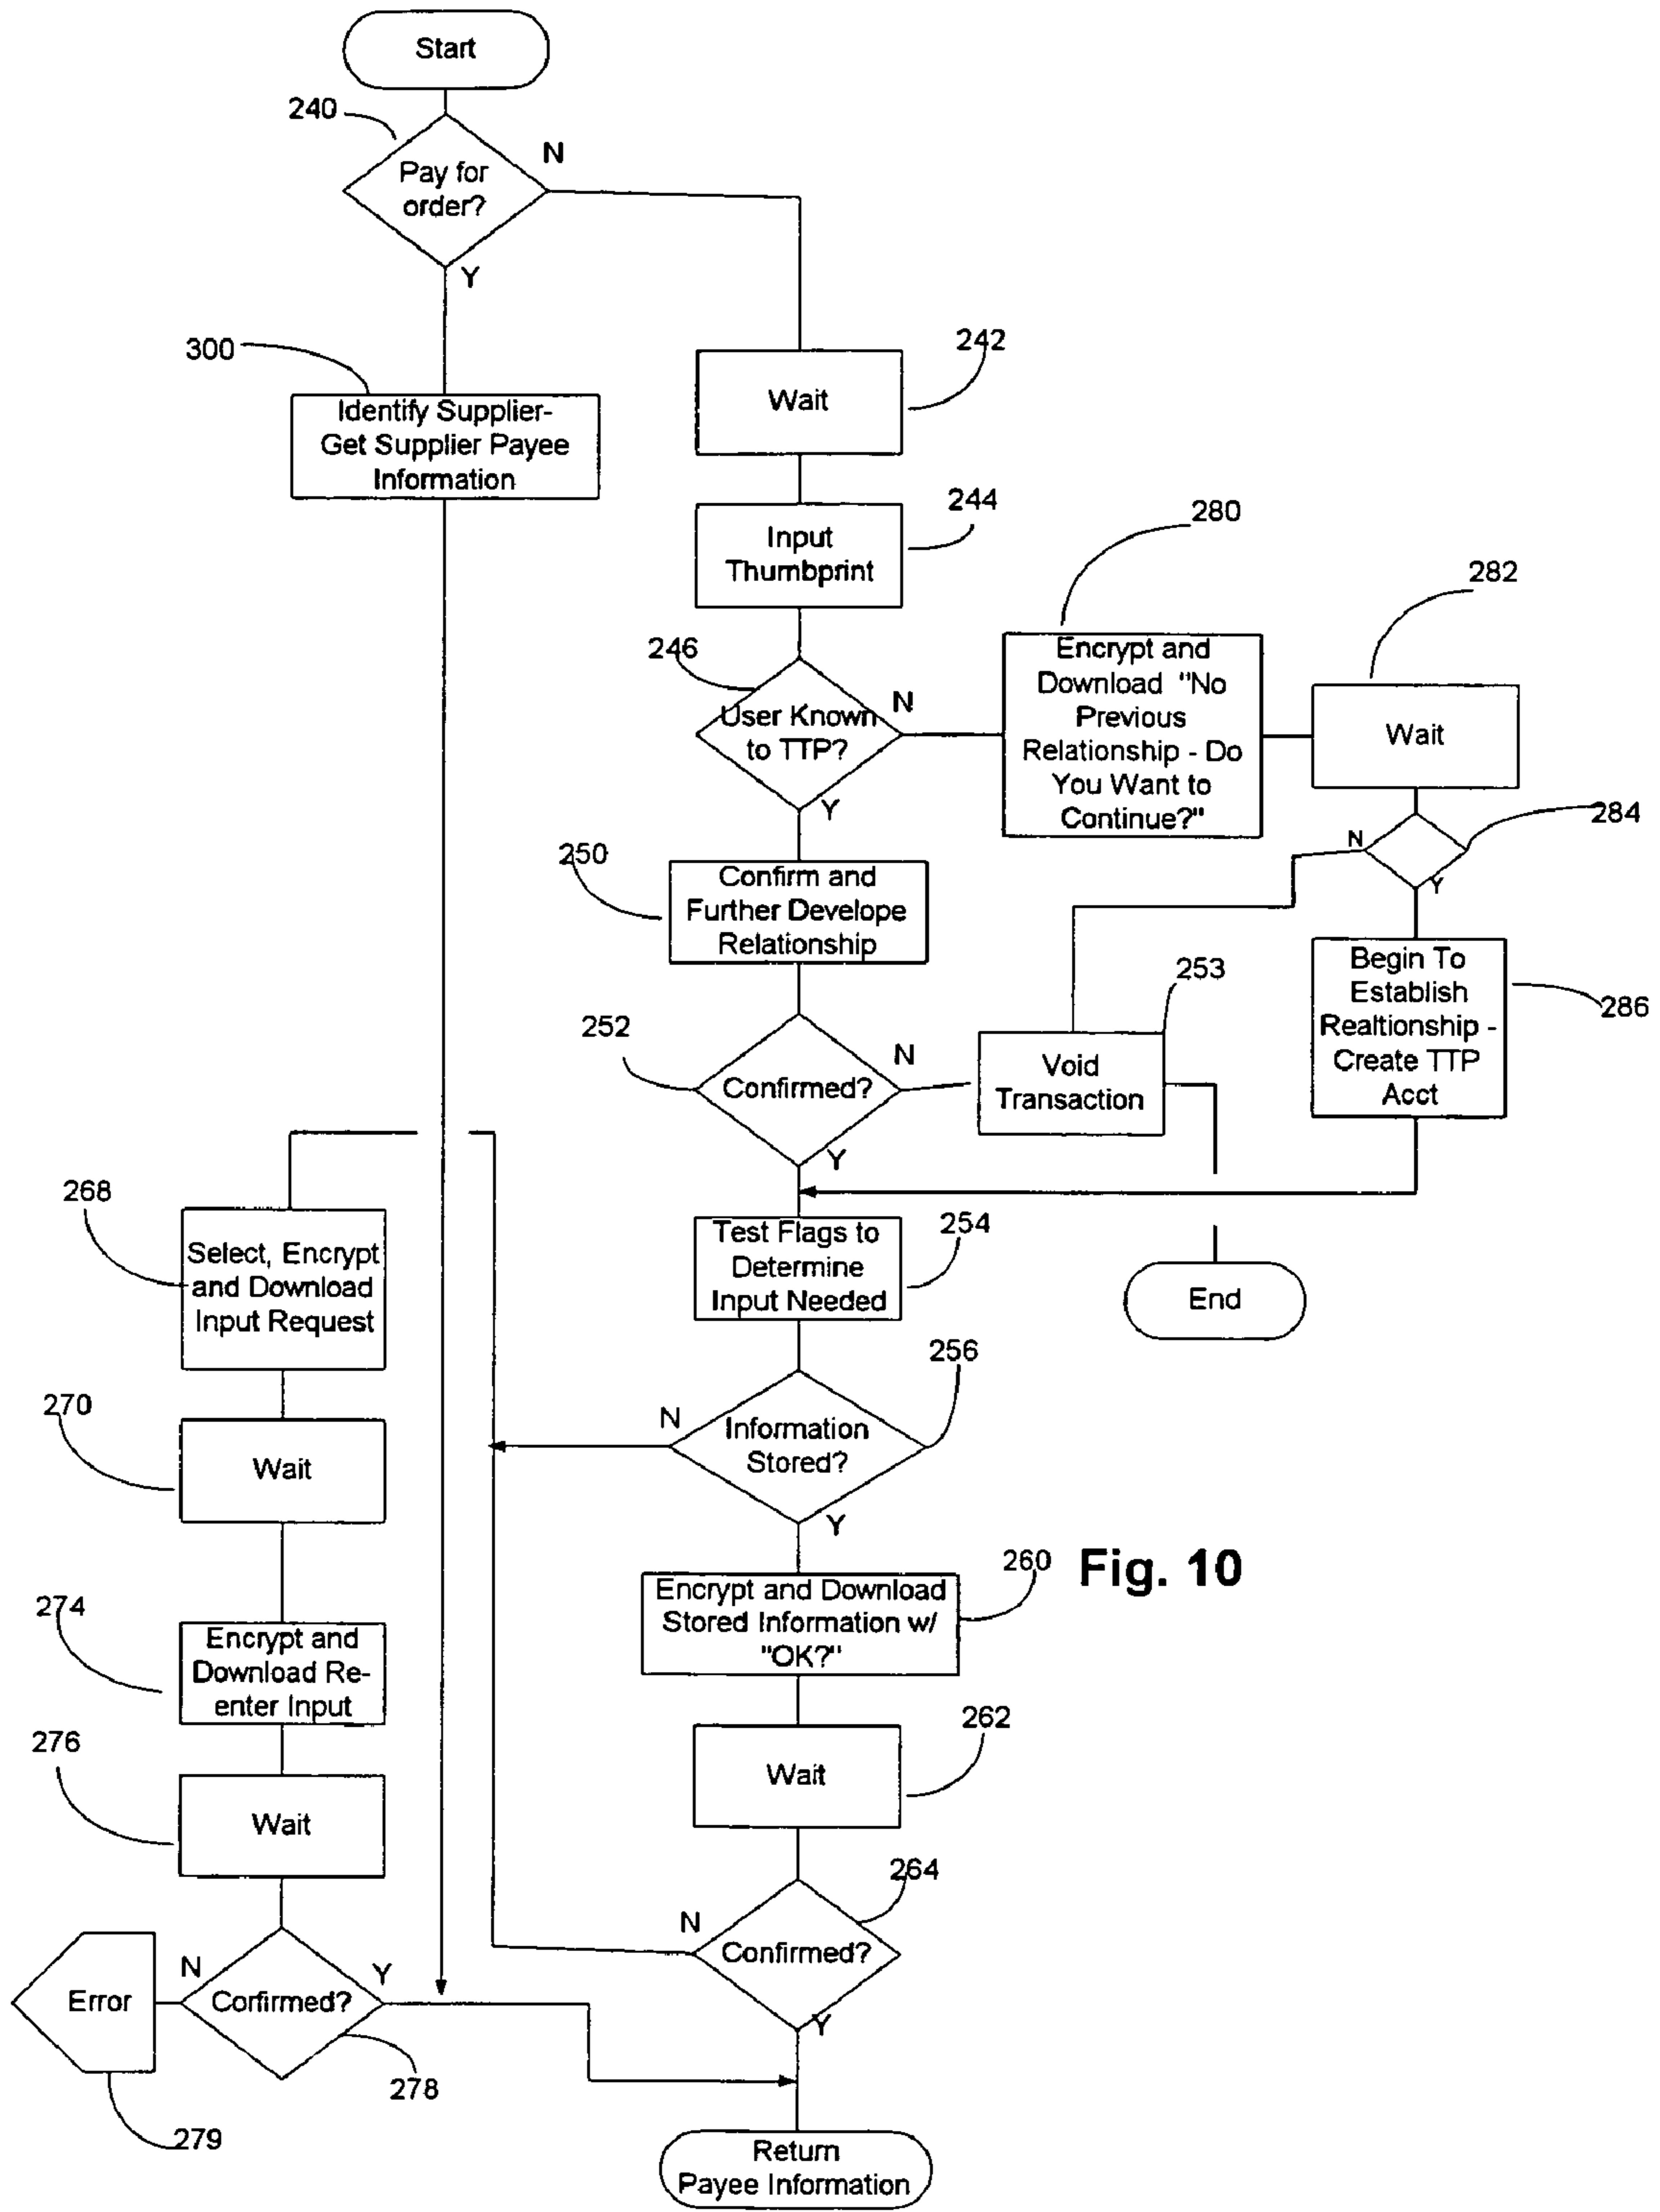 Start
240
Pay for
order?
N
Y
300
Identify Supplier-
Get Supplier Payee
Information
242
Wait
244
Input
Thumbprint
246
User Known
to TTP?
N
Y
280
Encrypt and
Download "No
Previous
Relationship - Do
You Want to
Continue?"
282
Wait
284
N
Y
286
Begin To
Establish
Realtionship -
Create TTP
Acct
250
Confirm and
Further Develope
Relationship
252
Confirmed?
N
Y
253
Void
Transaction
End
254
Test Flags to
Determine
Input Needed
256
Information
Stored?
N
Y
260
Encrypt and Download
Stored Information w/
"OK?"
Fig. 10
262
Wait
264
Confirmed?
N
Y
268
Select, Encrypt
and Download
Input Request
270
Wait
274
Encrypt and
Download Re-
enter Input
276
Wait
278
Confirmed?
N
Y
Error
279
Return
Payee Information